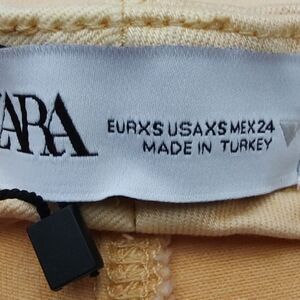 ZARA
EUR XS USA XS MEX 24
MADE IN TURKEY